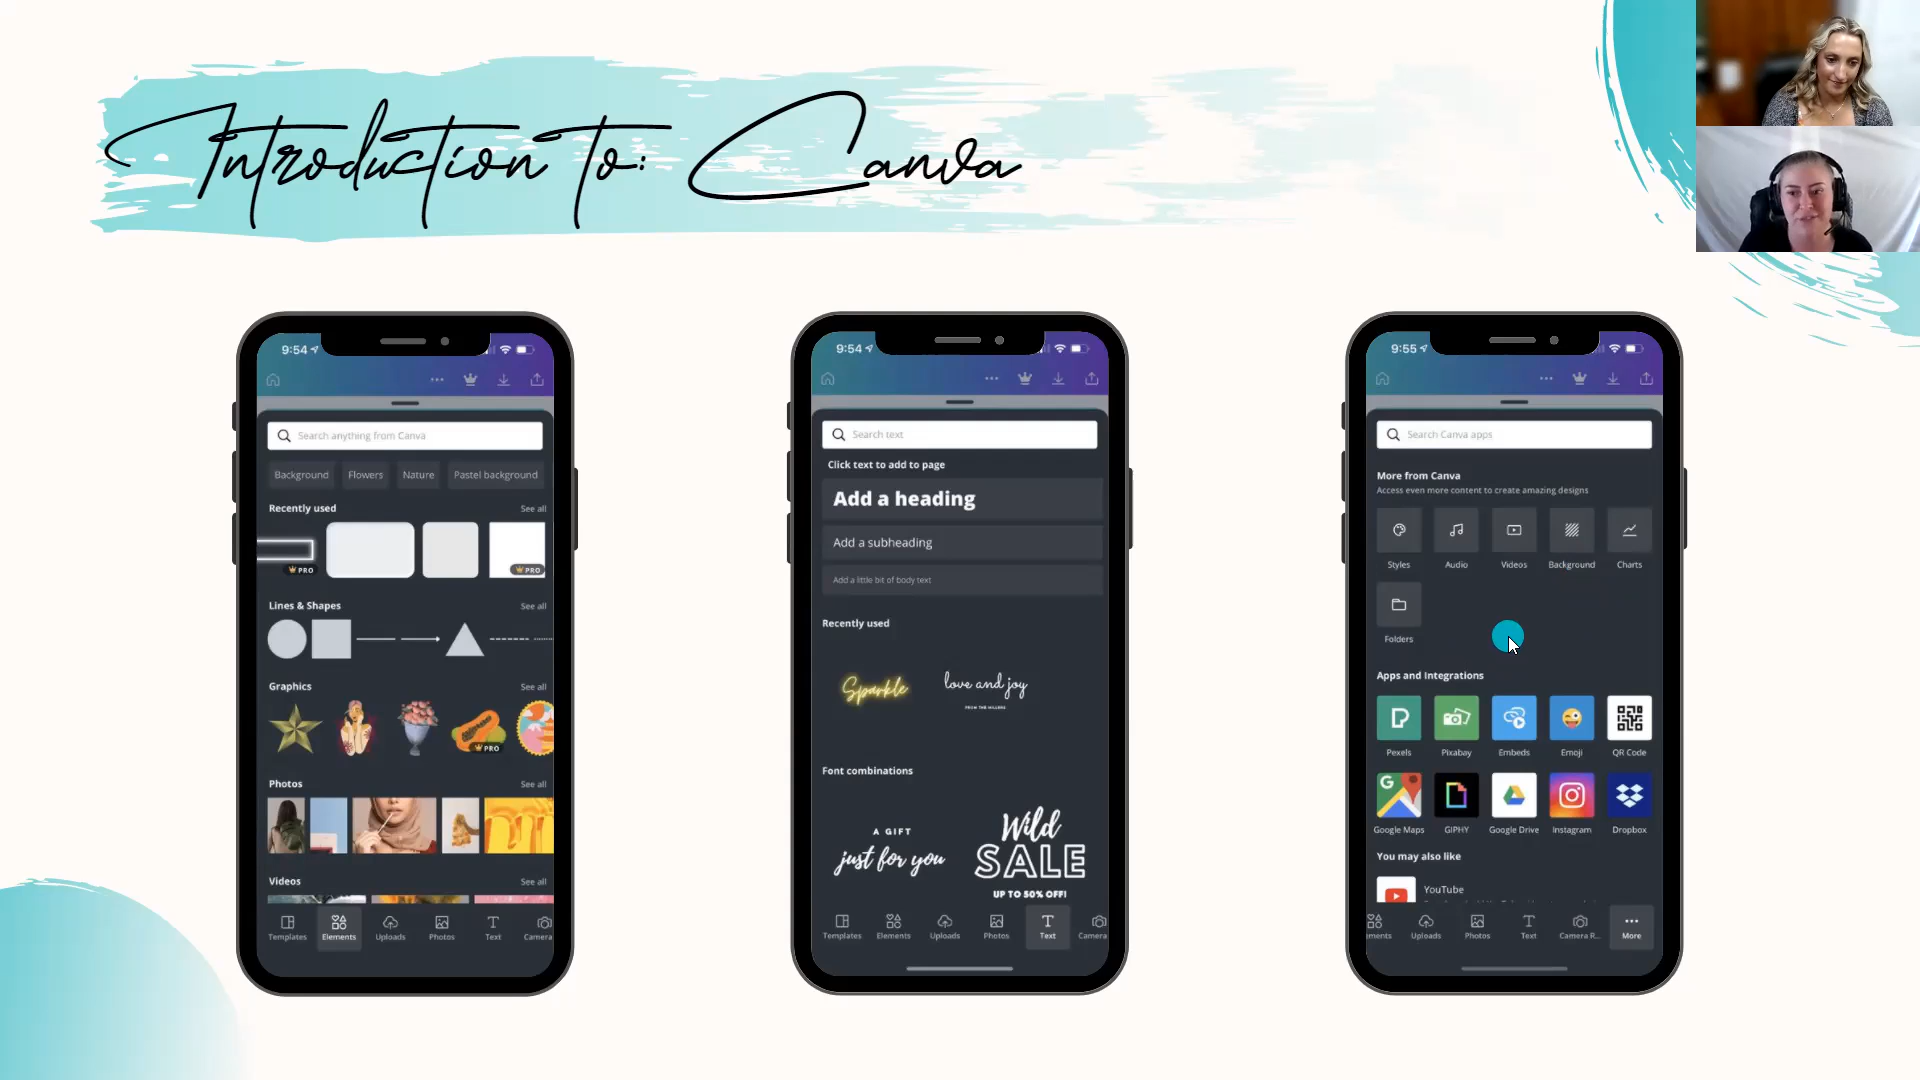 Introduction to: Canva
9:54
Search anything from Canva
Background Flowers Nature Pastel background
Recently used See all
PRO PRO
Lines & Shapes See all
Graphics See all
PRO
Photos See all
Videos See all
Templates Elements Uploads Photos Text Camera
9:54
Search text
Click text to add to page
Add a heading
Add a subheading
Add a little bit of body text
Recently used
Sparkle
love and joy
FROM THE MILLERS
Font combinations
A GIFT
just for you
Wild
SALE
UP TO 50% OFF!
Templates Elements Uploads Photos Text Camera
9:55
Search Canva apps
More from Canva
Access even more content to create amazing designs
Styles Audio Videos Background Charts
Folders
Apps and Integrations
Pexels Pixabay Embeds Emoji QR Code
Google Maps GIPHY Google Drive Instagram Dropbox
You may also like
YouTube
ements Uploads Photos Text Camera R... More